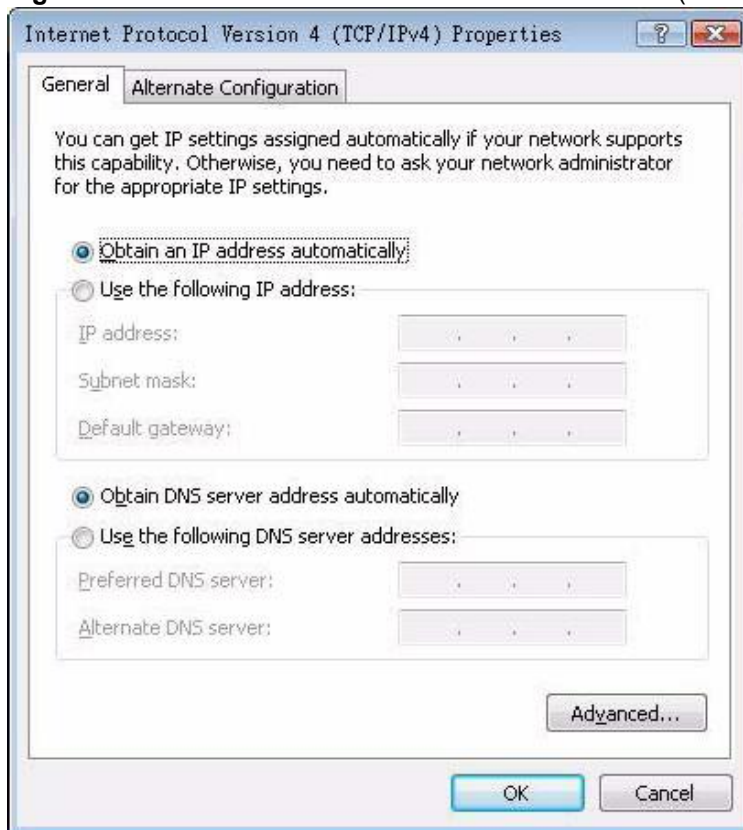 Internet Protocol Version 4 (TCP/IPv4) Properties
General
Alternate Configuration
You can get IP settings assigned automatically if your network supports
this capability. Otherwise, you need to ask your network administrator
for the appropriate IP settings.
Obtain an IP address automatically
Use the following IP address:
IP address:
Subnet mask:
Default gateway:
Obtain DNS server address automatically
Use the following DNS server addresses:
Preferred DNS server:
Alternate DNS server:
Advanced...
OK
Cancel